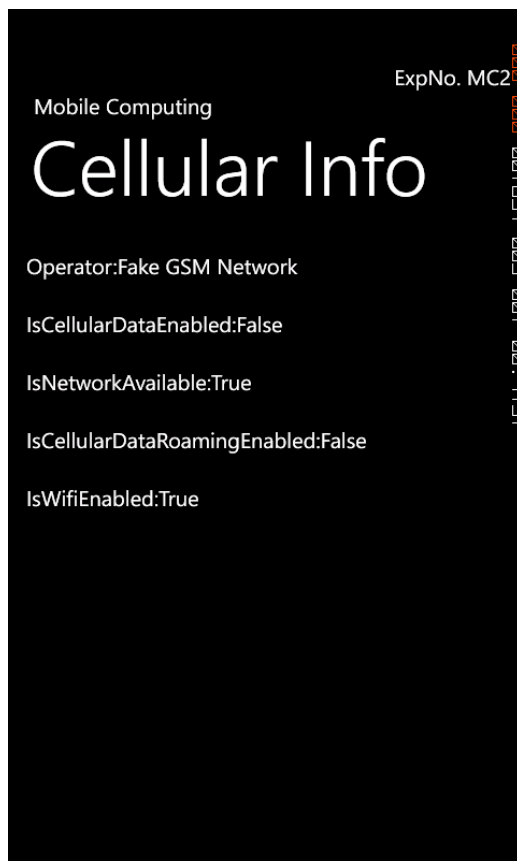 ExpNo. MC2
Mobile Computing
Cellular Info
Operator:Fake GSM Network
IsCellularDataEnabled:False
IsNetworkAvailable:True
IsCellularDataRoamingEnabled:False
IsWifiEnabled:True